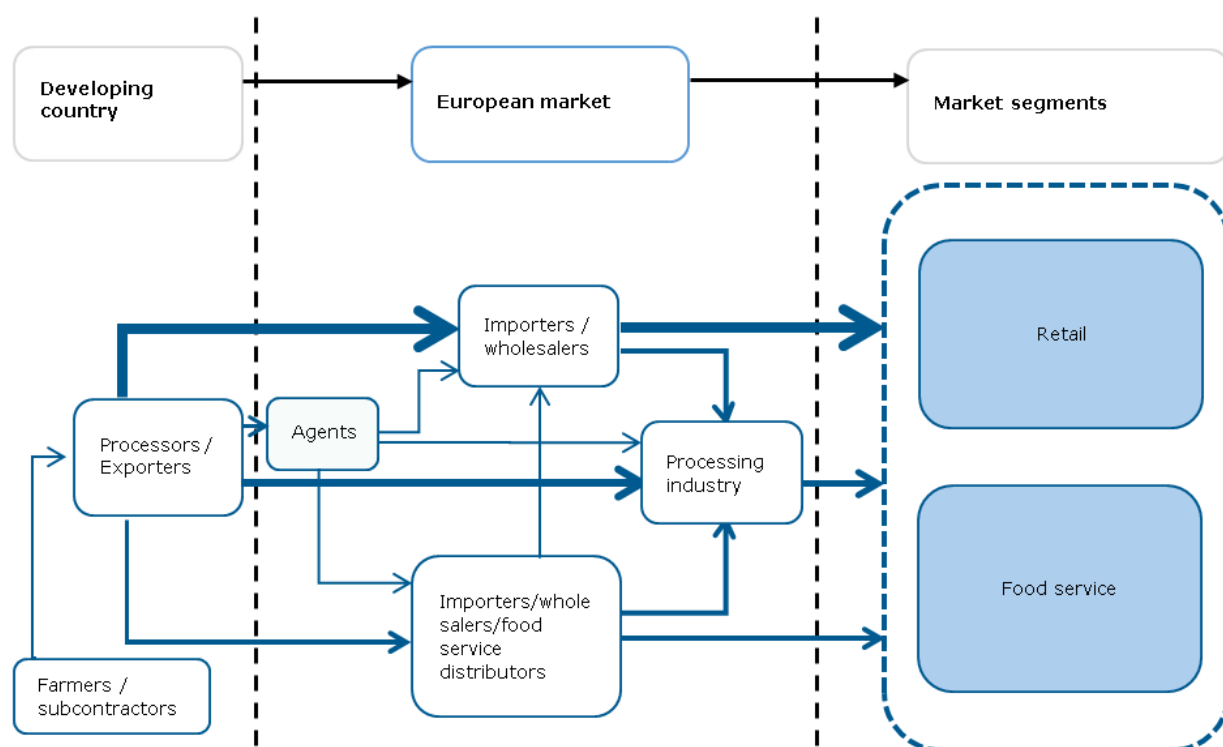 Developing
country
European market
Market segments
Importers /
wholesalers
Retail
Agents
Processors /
Exporters
Processing
industry
Importers/whole
salers/food
service
distributors
Food service
Farmers /
subcontractors